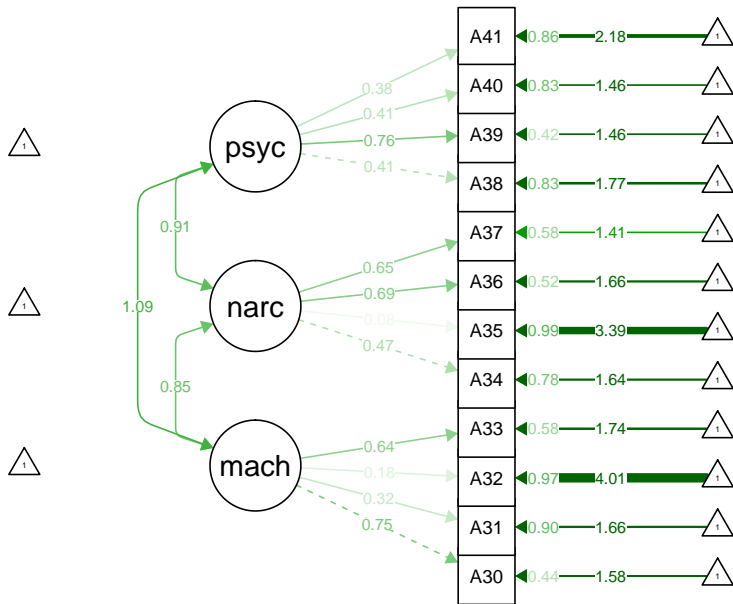 A41 0.86 2.18 1
0.38
A40 0.83 1.46 1
0.41
1 psyc 0.76 A39 0.42 1.46 1
0.41
A38 0.83 1.77 1
0.91
A37 0.58 1.41 1
0.65
0.69 A36 0.52 1.66 1
1 1.09 narc 0.08
A35 0.99 3.39 1
0.47
A34 0.78 1.64 1
0.85
0.64 A33 0.58 1.74 1
1 mach 0.18 A32 0.97 4.01 1
0.32
0.75 A31 0.90 1.66 1
A30 0.44 1.58 1